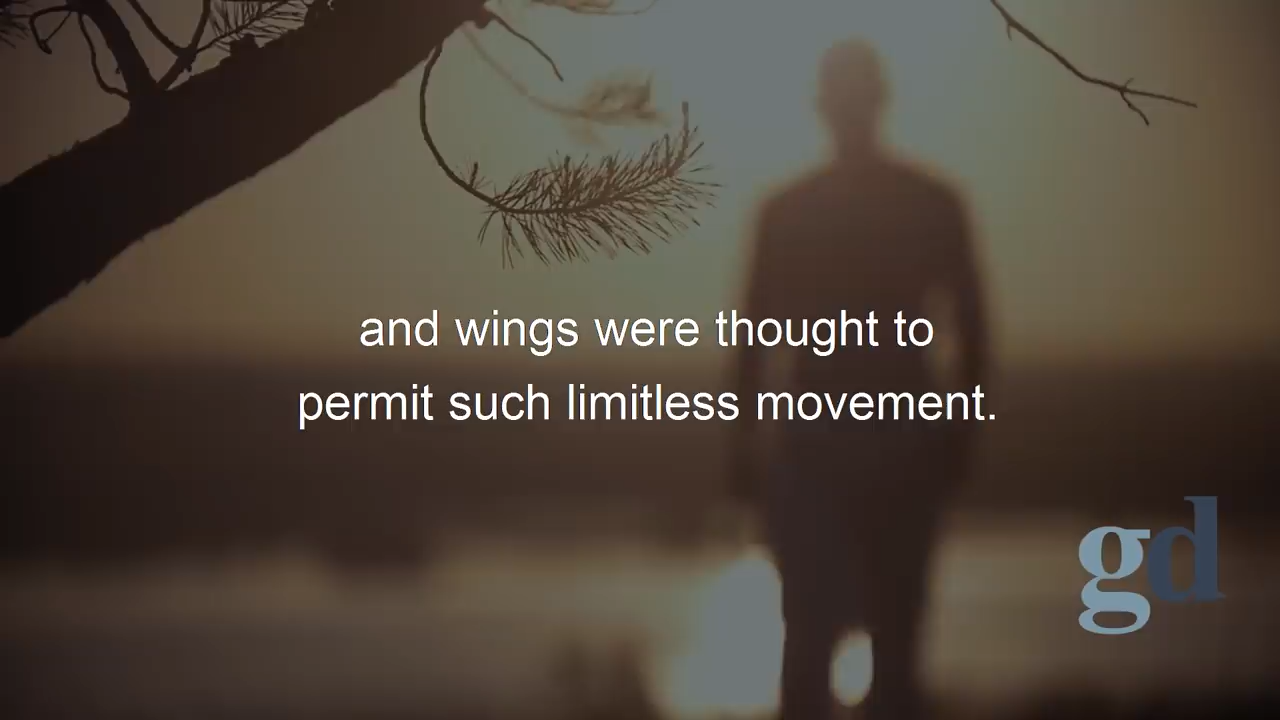 and wings were thought to
permit such limitless movement.
gd